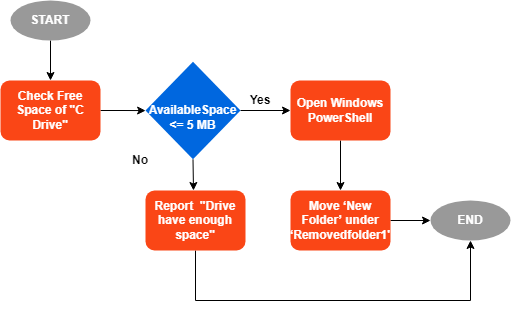 START
Check Free
Space of "C
Drive"
AvailableSpace
<= 5 MB
Yes
Open Windows
PowerShell
No
Report "Drive
have enough
space"
Move ‘New
Folder’ under
‘Removedfolder1’
END